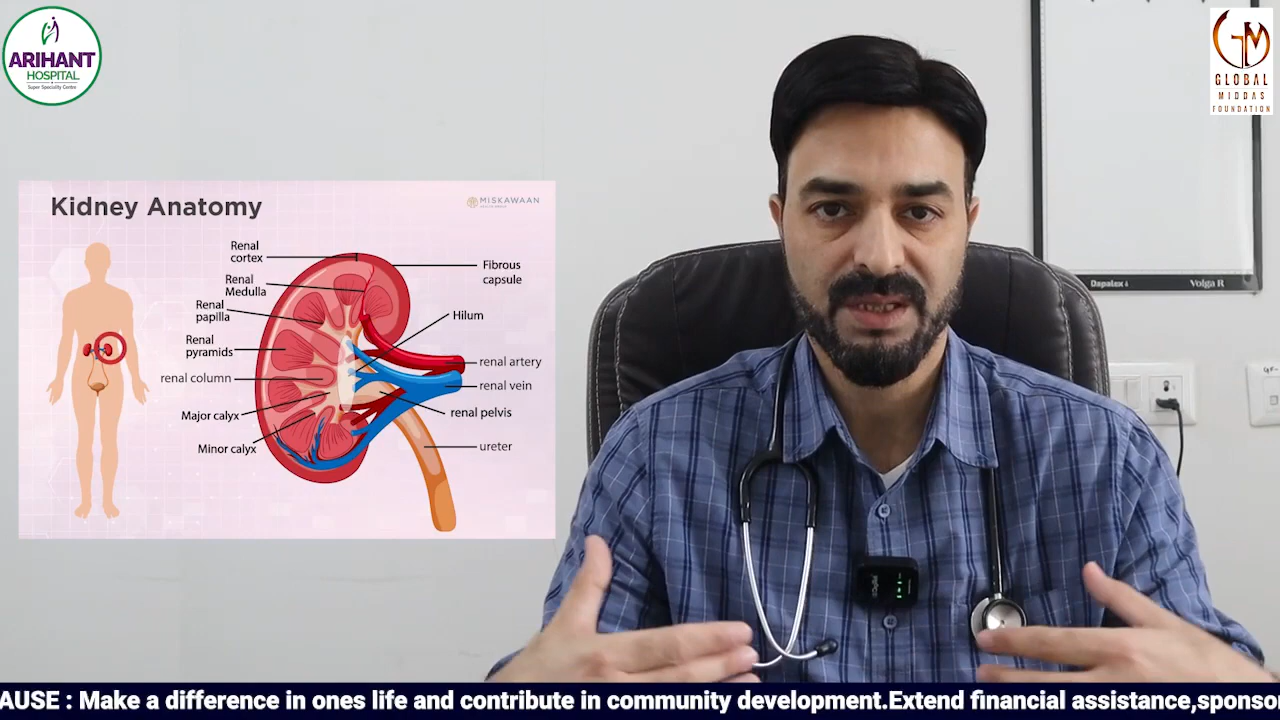 ARIHANT
HOSPITAL
Super Speciality Centre
GM
GLOBAL
MIDDAS
FOUNDATION
Kidney Anatomy
MISKAWAAN
Renal
cortex
Renal
Medulla
Renal
papilla
Renal
pyramids
renal column
Major calyx
Minor calyx
Fibrous
capsule
Hilum
renal artery
renal vein
renal pelvis
ureter
Dapalex
Volga R
AUSE : Make a difference in ones life and contribute in community development.Extend financial assistance,sponso